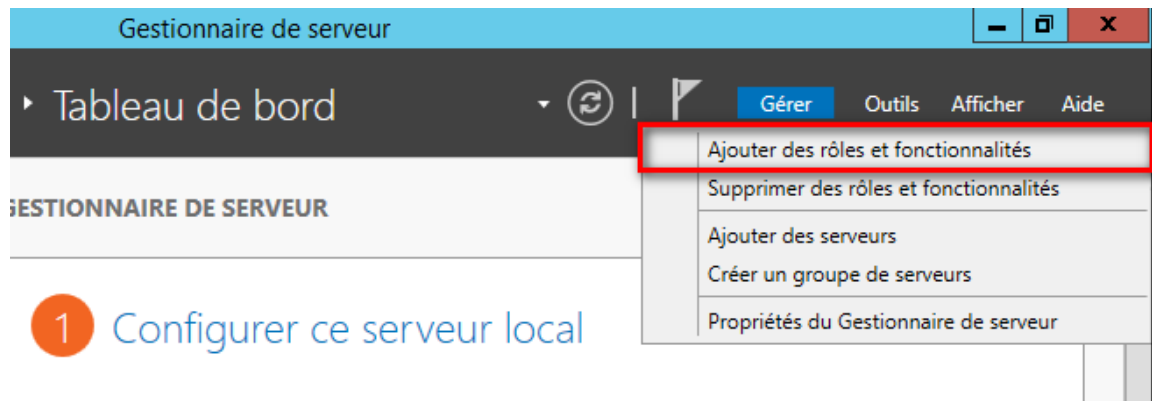 Gestionnaire de serveur
Tableau de bord
Gérer Outils Afficher Aide
Ajouter des rôles et fonctionnalités
Supprimer des rôles et fonctionnalités
Ajouter des serveurs
Créer un groupe de serveurs
Propriétés du Gestionnaire de serveur
GESTIONNAIRE DE SERVEUR
1 Configurer ce serveur local